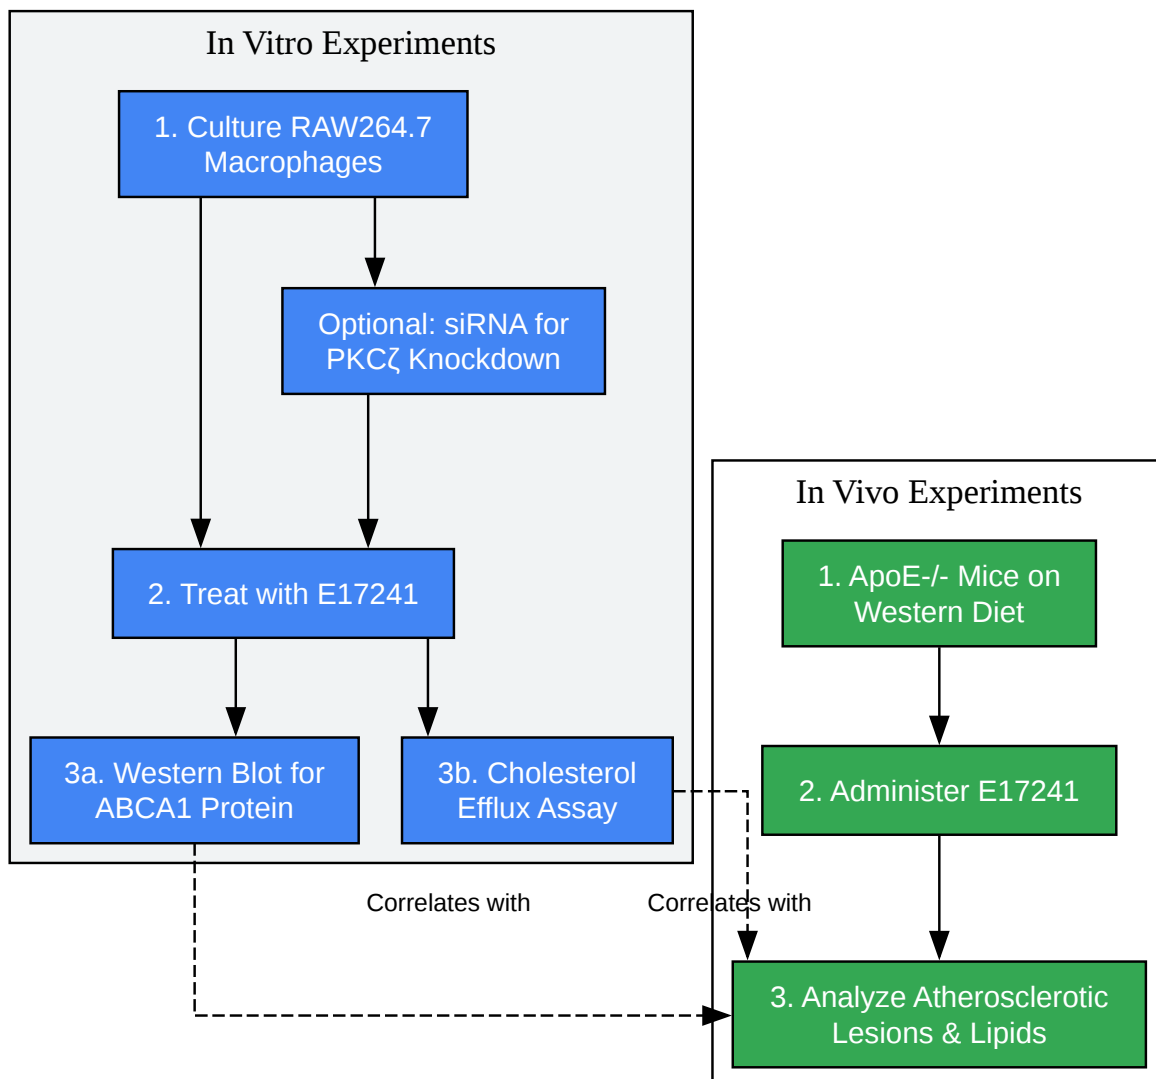 In Vitro Experiments
1. Culture RAW264.7
Macrophages
Optional: siRNA for
PKCζ Knockdown
2. Treat with E17241
3a. Western Blot for
ABCA1 Protein
3b. Cholesterol
Efflux Assay
In Vivo Experiments
1. ApoE-/- Mice on
Western Diet
2. Administer E17241
Correlates with
Correlates with
3. Analyze Atherosclerotic
Lesions & Lipids